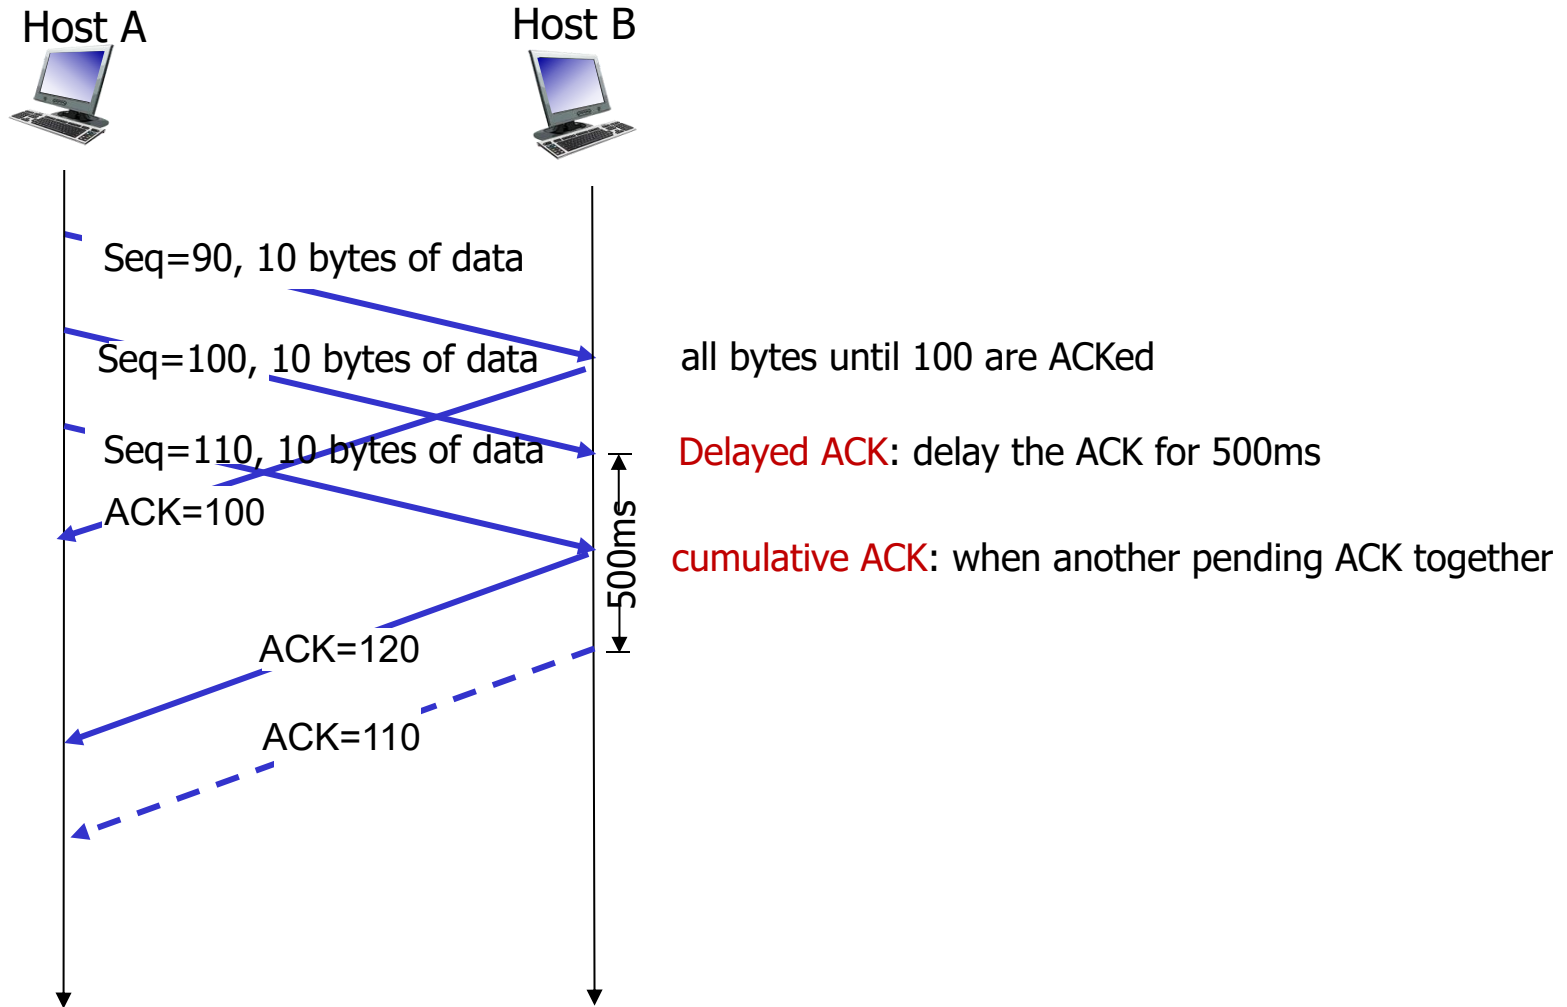 Host A
Host B
Seq=90, 10 bytes of data
Seq=100, 10 bytes of data
all bytes until 100 are ACKed
Seq=110, 10 bytes of data
Delayed ACK: delay the ACK for 500ms
ACK=100
500ms
cumulative ACK: when another pending ACK together
ACK=120
ACK=110